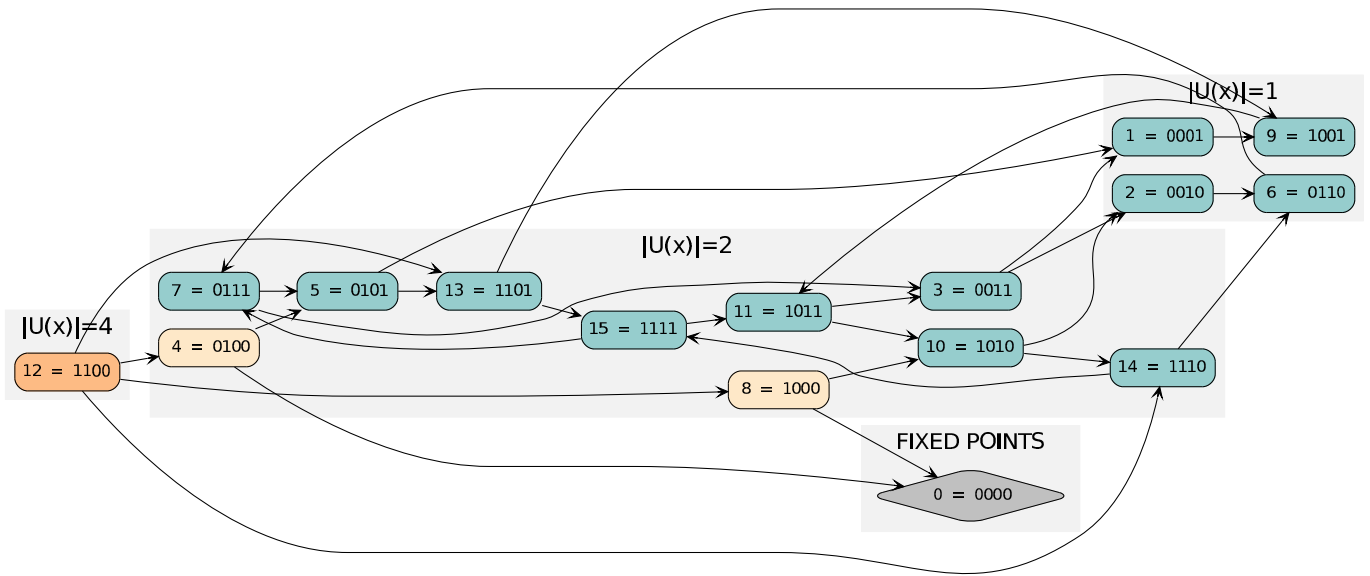 |U(x)|=1
1 = 0001
9 = 1001
2 = 0010
6 = 0110
|U(x)|=2
7 = 0111
5 = 0101
13 = 1101
3 = 0011
11 = 1011
15 = 1111
4 = 0100
10 = 1010
|U(x)|=4
12 = 1100
14 = 1110
8 = 1000
FIXED POINTS
0 = 0000